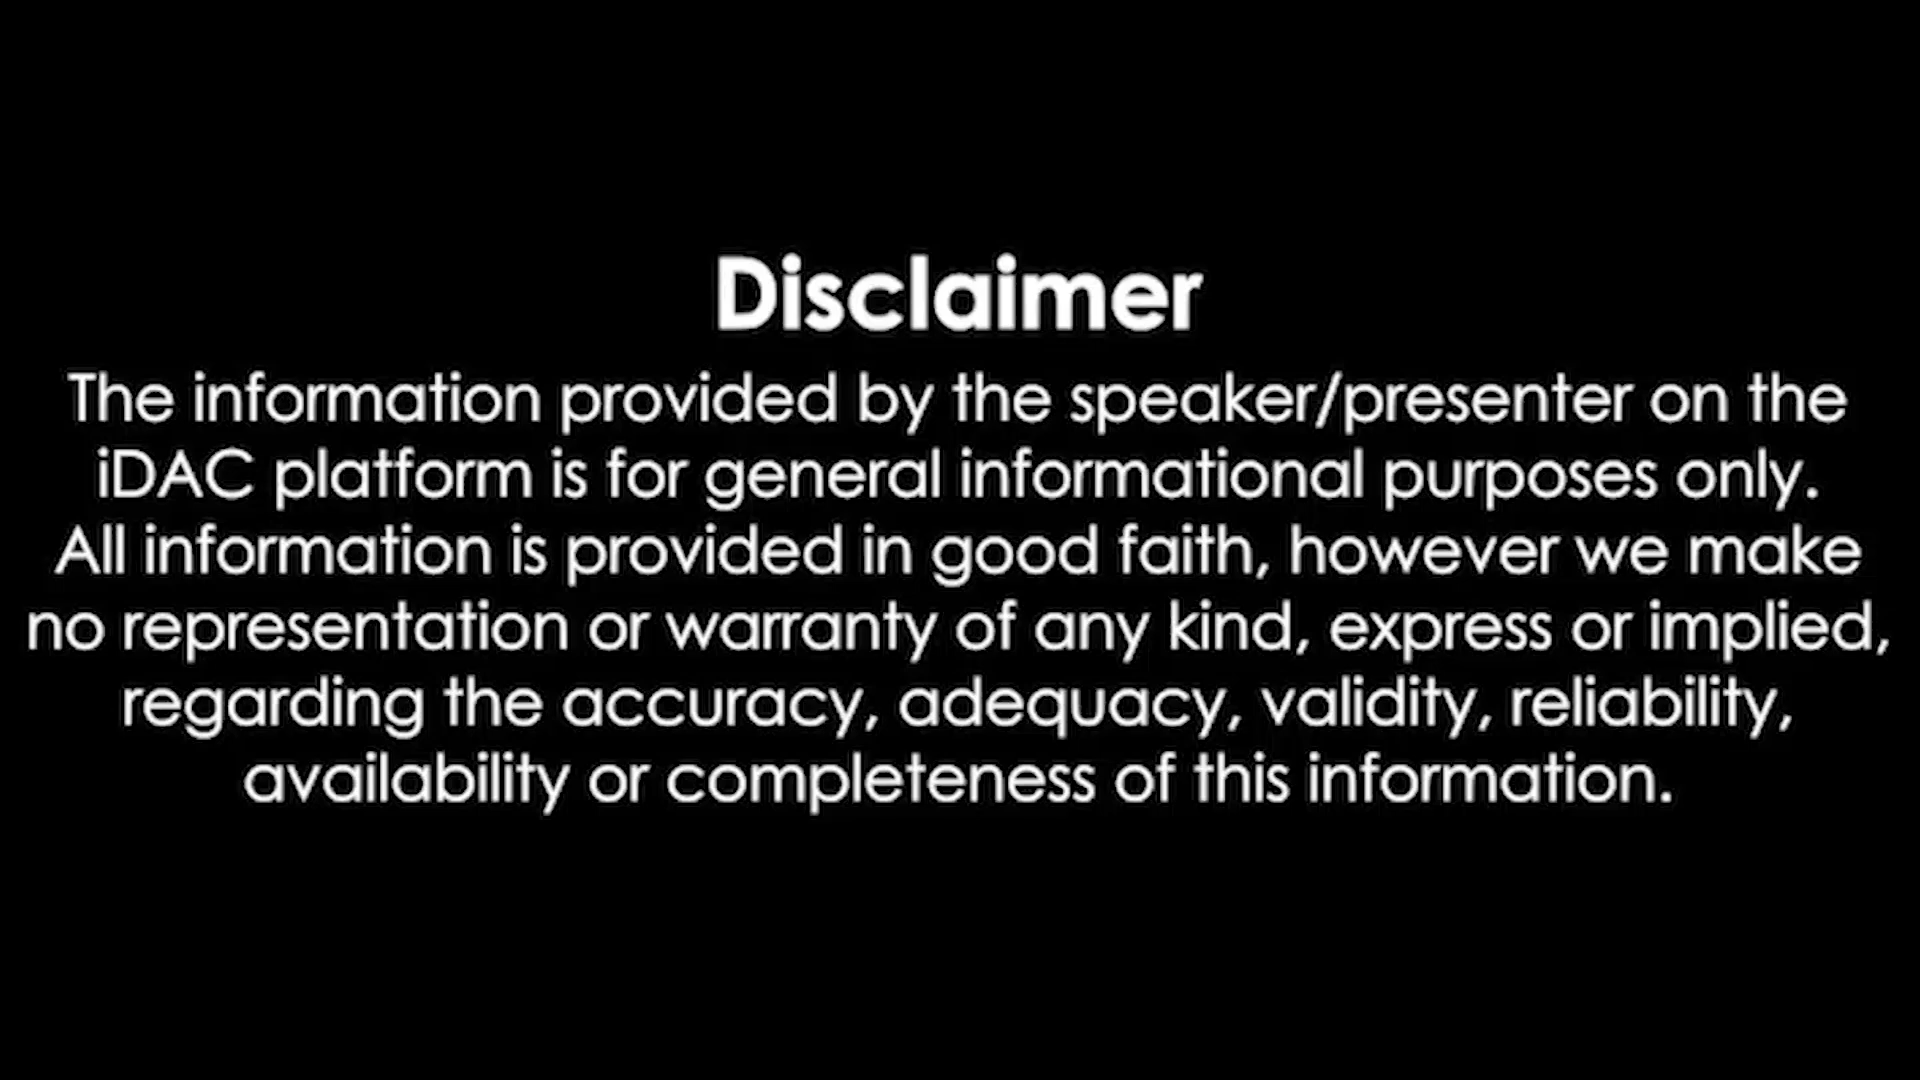 Disclaimer
The information provided by the speaker/presenter on the
iDAC platform is for general informational purposes only.
All information is provided in good faith, however we make
no representation or warranty of any kind, express or implied,
regarding the accuracy, adequacy, validity, reliability,
availability or completeness of this information.